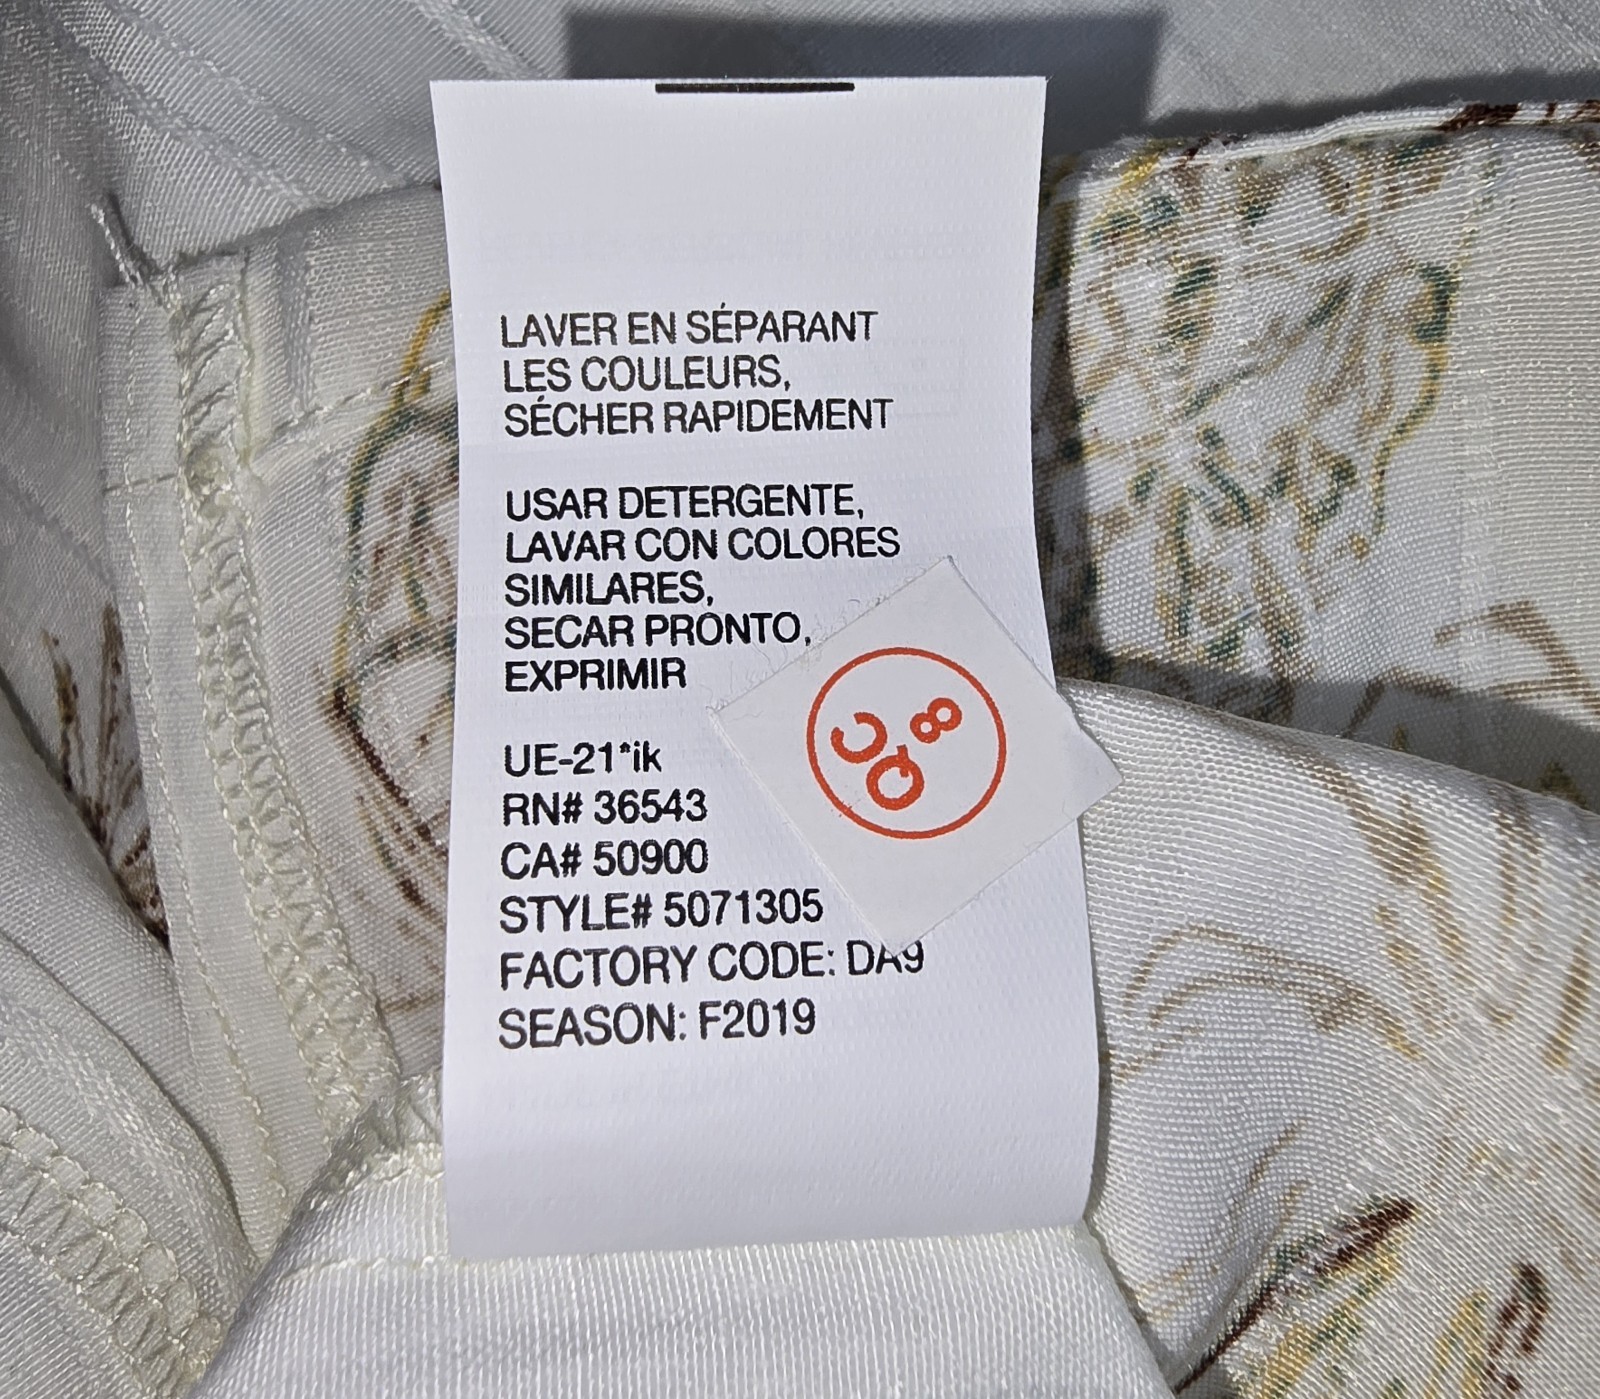 LAVER EN SÉPARANT
LES COULEURS,
SÉCHER RAPIDEMENT
USAR DETERGENTE,
LAVAR CON COLORES
SIMILARES,
SECAR PRONTO,
EXPRIMIR
UE-21*ik
RN# 36543
CA# 50900
STYLE# 5071305
FACTORY CODE: DA9
SEASON: F2019
QC
8